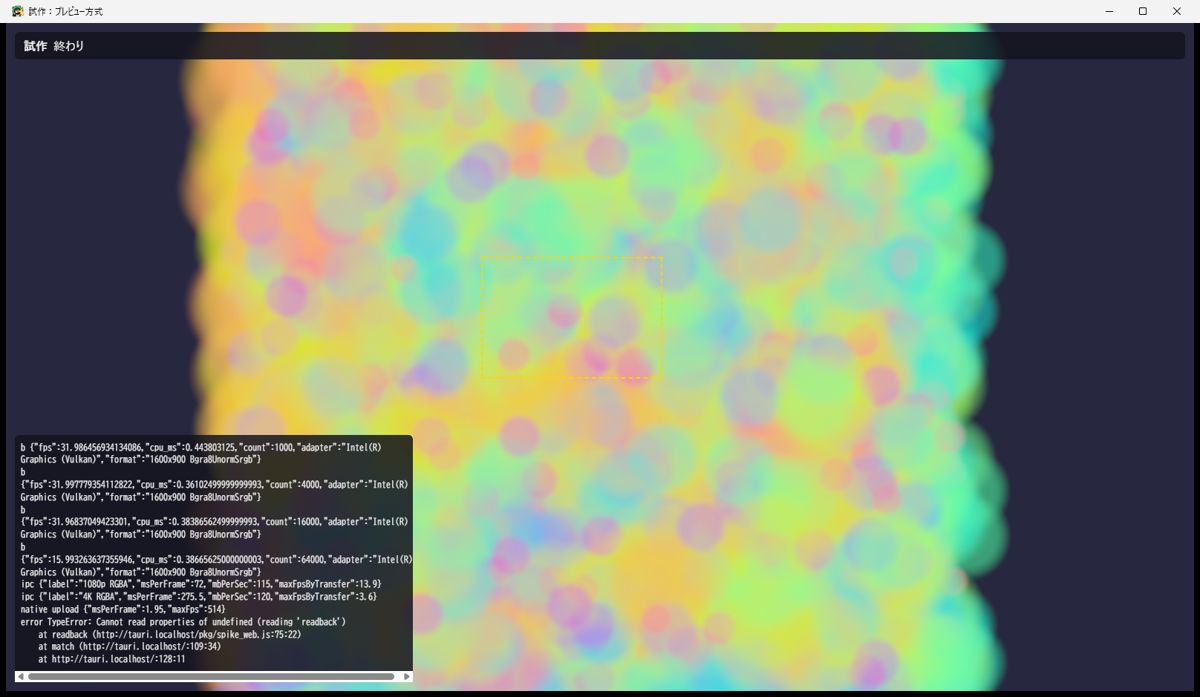 試作：プレビュー方式
試作 終わり
b {"fps":31.986456934134086,"cpu_ms":0.443803125,"count":1000,"adapter":"Intel(R)
Graphics (Vulkan)","format":"1600x900 Bgra8UnormSrgb"}
b
{"fps":31.997779354112822,"cpu_ms":0.36102499999999993,"count":4000,"adapter":"Intel(R)
Graphics (Vulkan)","format":"1600x900 Bgra8UnormSrgb"}
b
{"fps":31.96837049423301,"cpu_ms":0.38386562499999993,"count":16000,"adapter":"Intel(R)
Graphics (Vulkan)","format":"1600x900 Bgra8UnormSrgb"}
b
{"fps":15.993263637355946,"cpu_ms":0.38665625000000003,"count":64000,"adapter":"Intel(R)
Graphics (Vulkan)","format":"1600x900 Bgra8UnormSrgb"}
ipc {"label":"1080p RGBA","msPerFrame":72,"mbPerSec":115,"maxFpsByTransfer":13.9}
ipc {"label":"4K RGBA","msPerFrame":275.5,"mbPerSec":120,"maxFpsByTransfer":3.6}
native upload {"msPerFrame":1.95,"maxFps":514}
error TypeError: Cannot read properties of undefined (reading 'readback')
    at readback (http://tauri.localhost/pkg/spike_web.js:75:22)
    at match (http://tauri.localhost/:109:34)
    at http://tauri.localhost/:128:11